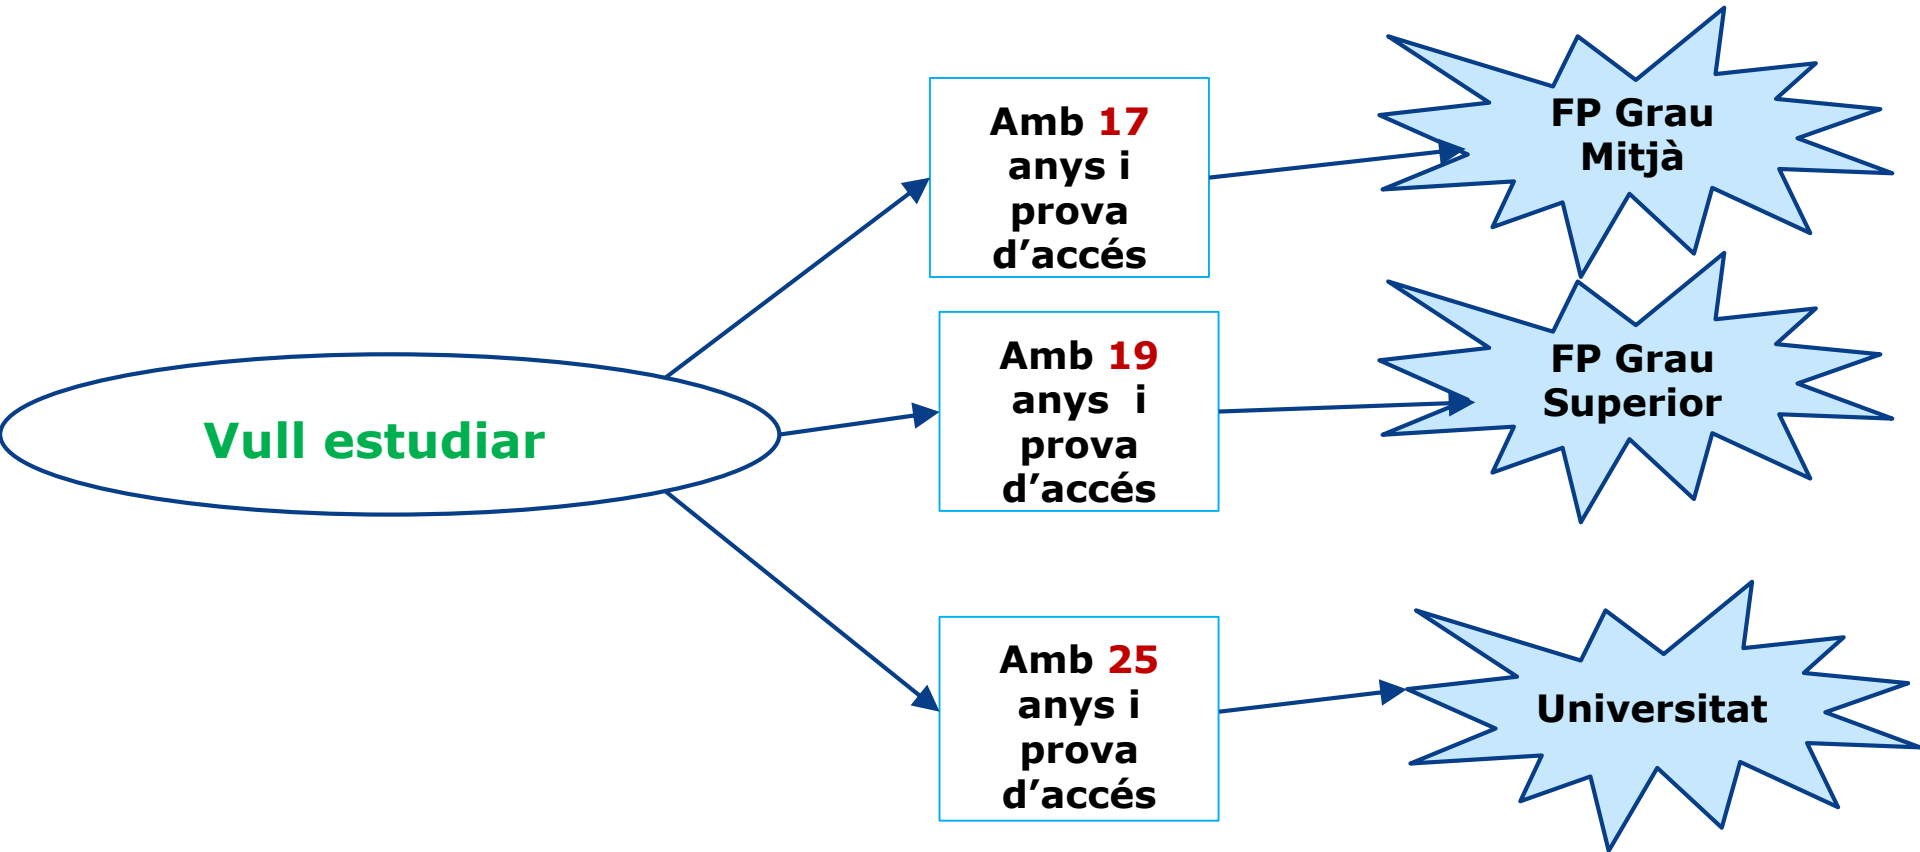 Vull estudiar
Amb 17
anys i
prova
d’accés
FP Grau
Mitjà
Amb 19
anys  i
prova
d’accés
FP Grau
Superior
Amb 25
anys i
prova
d’accés
Universitat